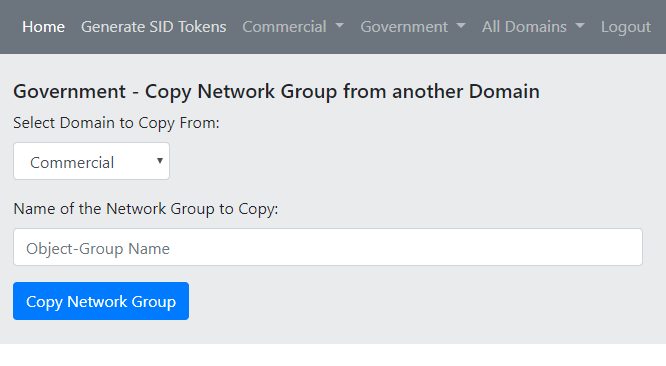 Home Generate SID Tokens Commercial Government All Domains Logout
Government - Copy Network Group from another Domain
Select Domain to Copy From:
Commercial
Name of the Network Group to Copy:
Object-Group Name
Copy Network Group